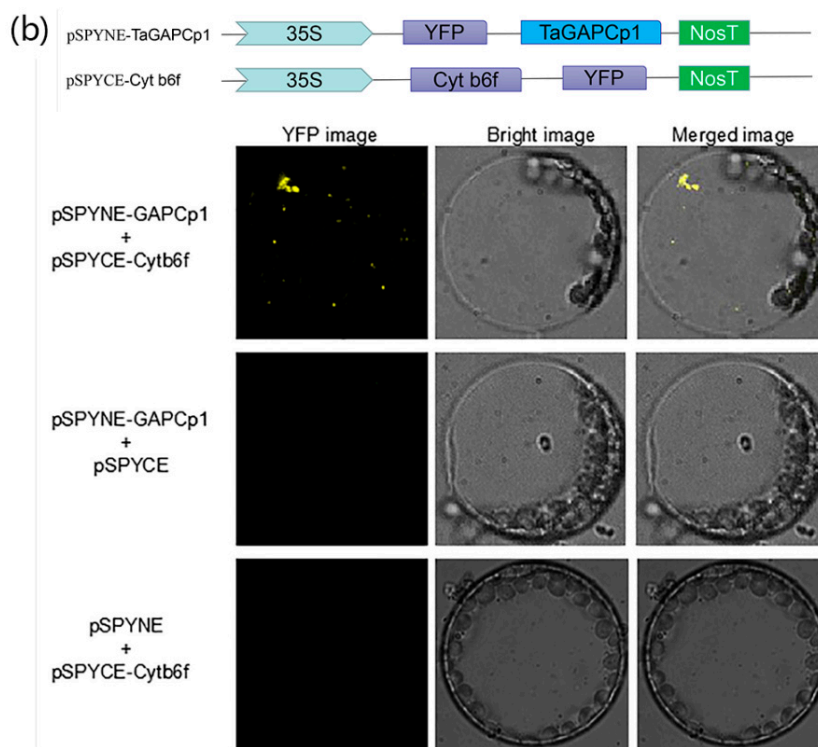 (b)
pSPYNE-TaGAPCp1 35S YFP TaGAPCp1 NosT
pSPYCE-Cyt b6f 35S Cyt b6f YFP NosT
YFP image Bright image Merged image
pSPYNE-GAPCp1
+
pSPYCE-Cytb6f
pSPYNE-GAPCp1
+
pSPYCE
pSPYNE
+
pSPYCE-Cytb6f